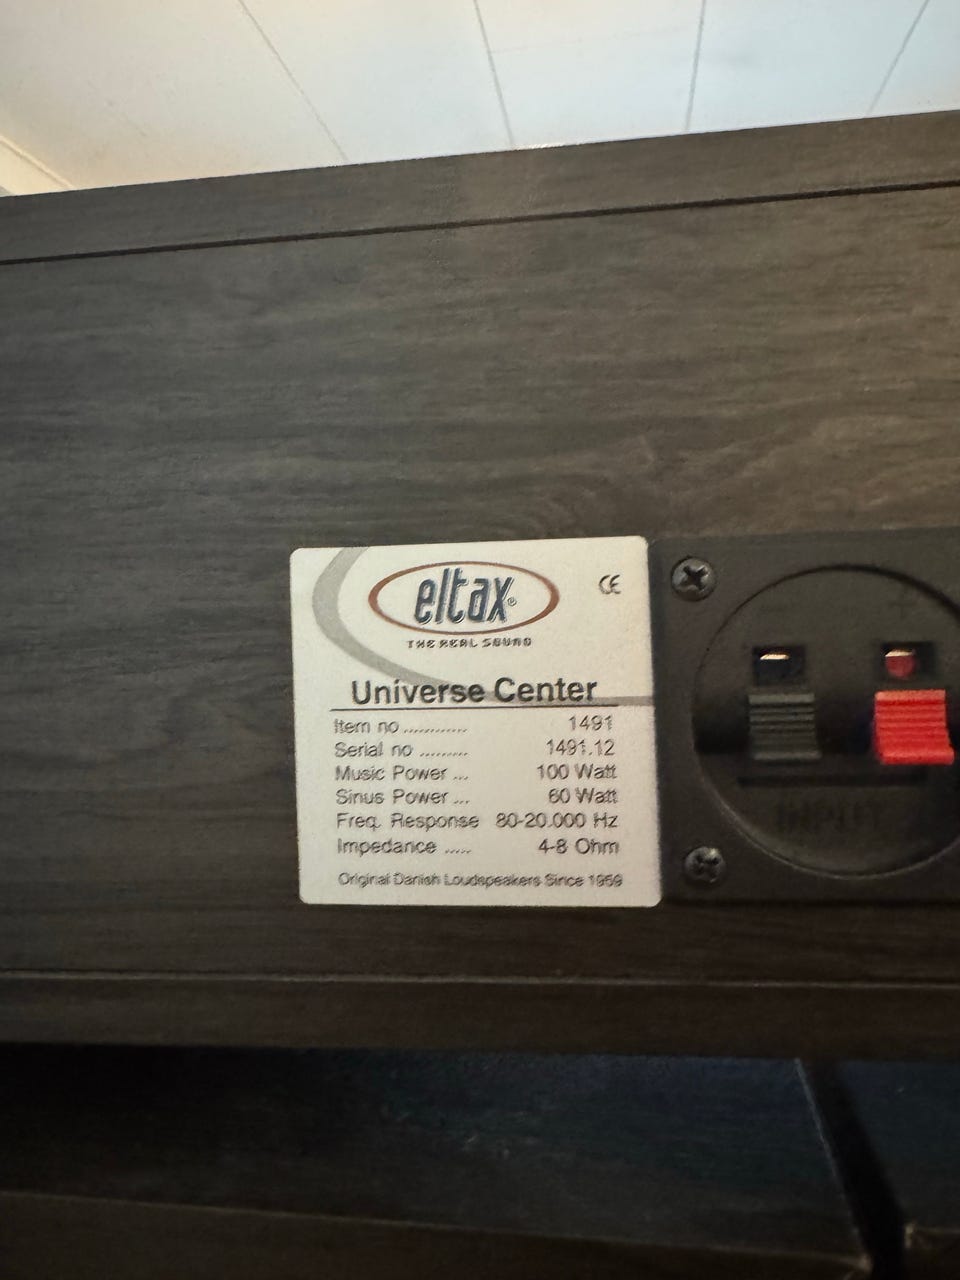 eltax®
CE
THE REAL SOUND
Universe Center
Item no ............ 1491
Serial no ......... 1491.12
Music Power ... 100 Watt
Sinus Power ... 60 Watt
Freq. Response 80-20.000 Hz
Impedance ..... 4-8 Ohm
Original Danish Loudspeakers Since 1959
INPUT